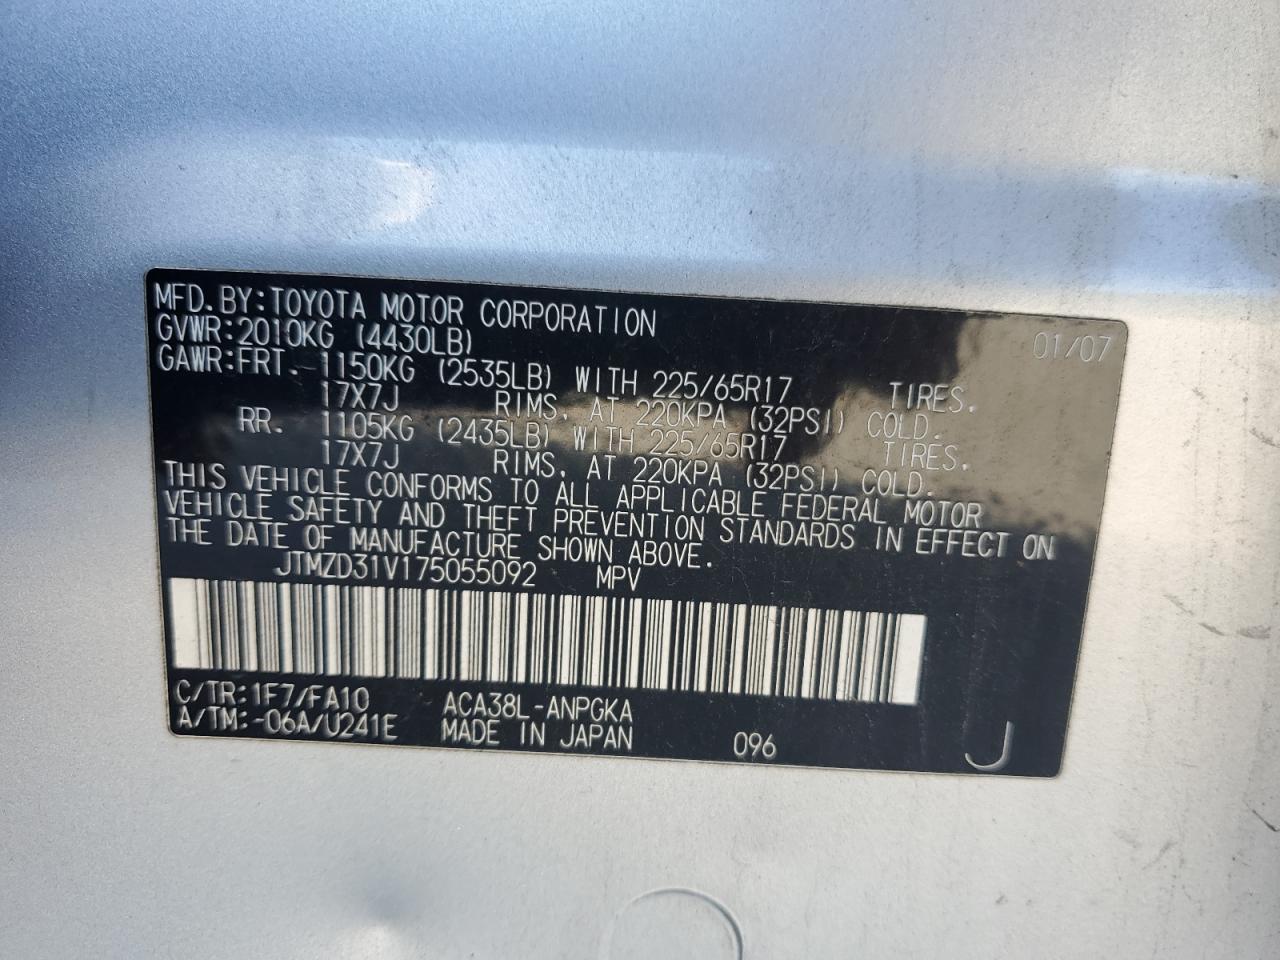 MFD. BY: TOYOTA MOTOR CORPORATION 01/07
GVWR: 2010KG (4430LB)
GAWR: FRT. 1150KG (2535LB) WITH 225/65R17 TIRES.
17X7J RIMS, AT 220KPA (32PSI) COLD.
RR. 1105KG (2435LB) WITH 225/65R17 TIRES.
17X7J RIMS, AT 220KPA (32PSI) COLD.
THIS VEHICLE CONFORMS TO ALL APPLICABLE FEDERAL MOTOR
VEHICLE SAFETY AND THEFT PREVENTION STANDARDS IN EFFECT ON
THE DATE OF MANUFACTURE SHOWN ABOVE.
JTMZD31V175055092 MPV
C/TR: 1F7/FA10 ACA38L-ANPGKA
A/TM: -06A/U241E MADE IN JAPAN 096 J